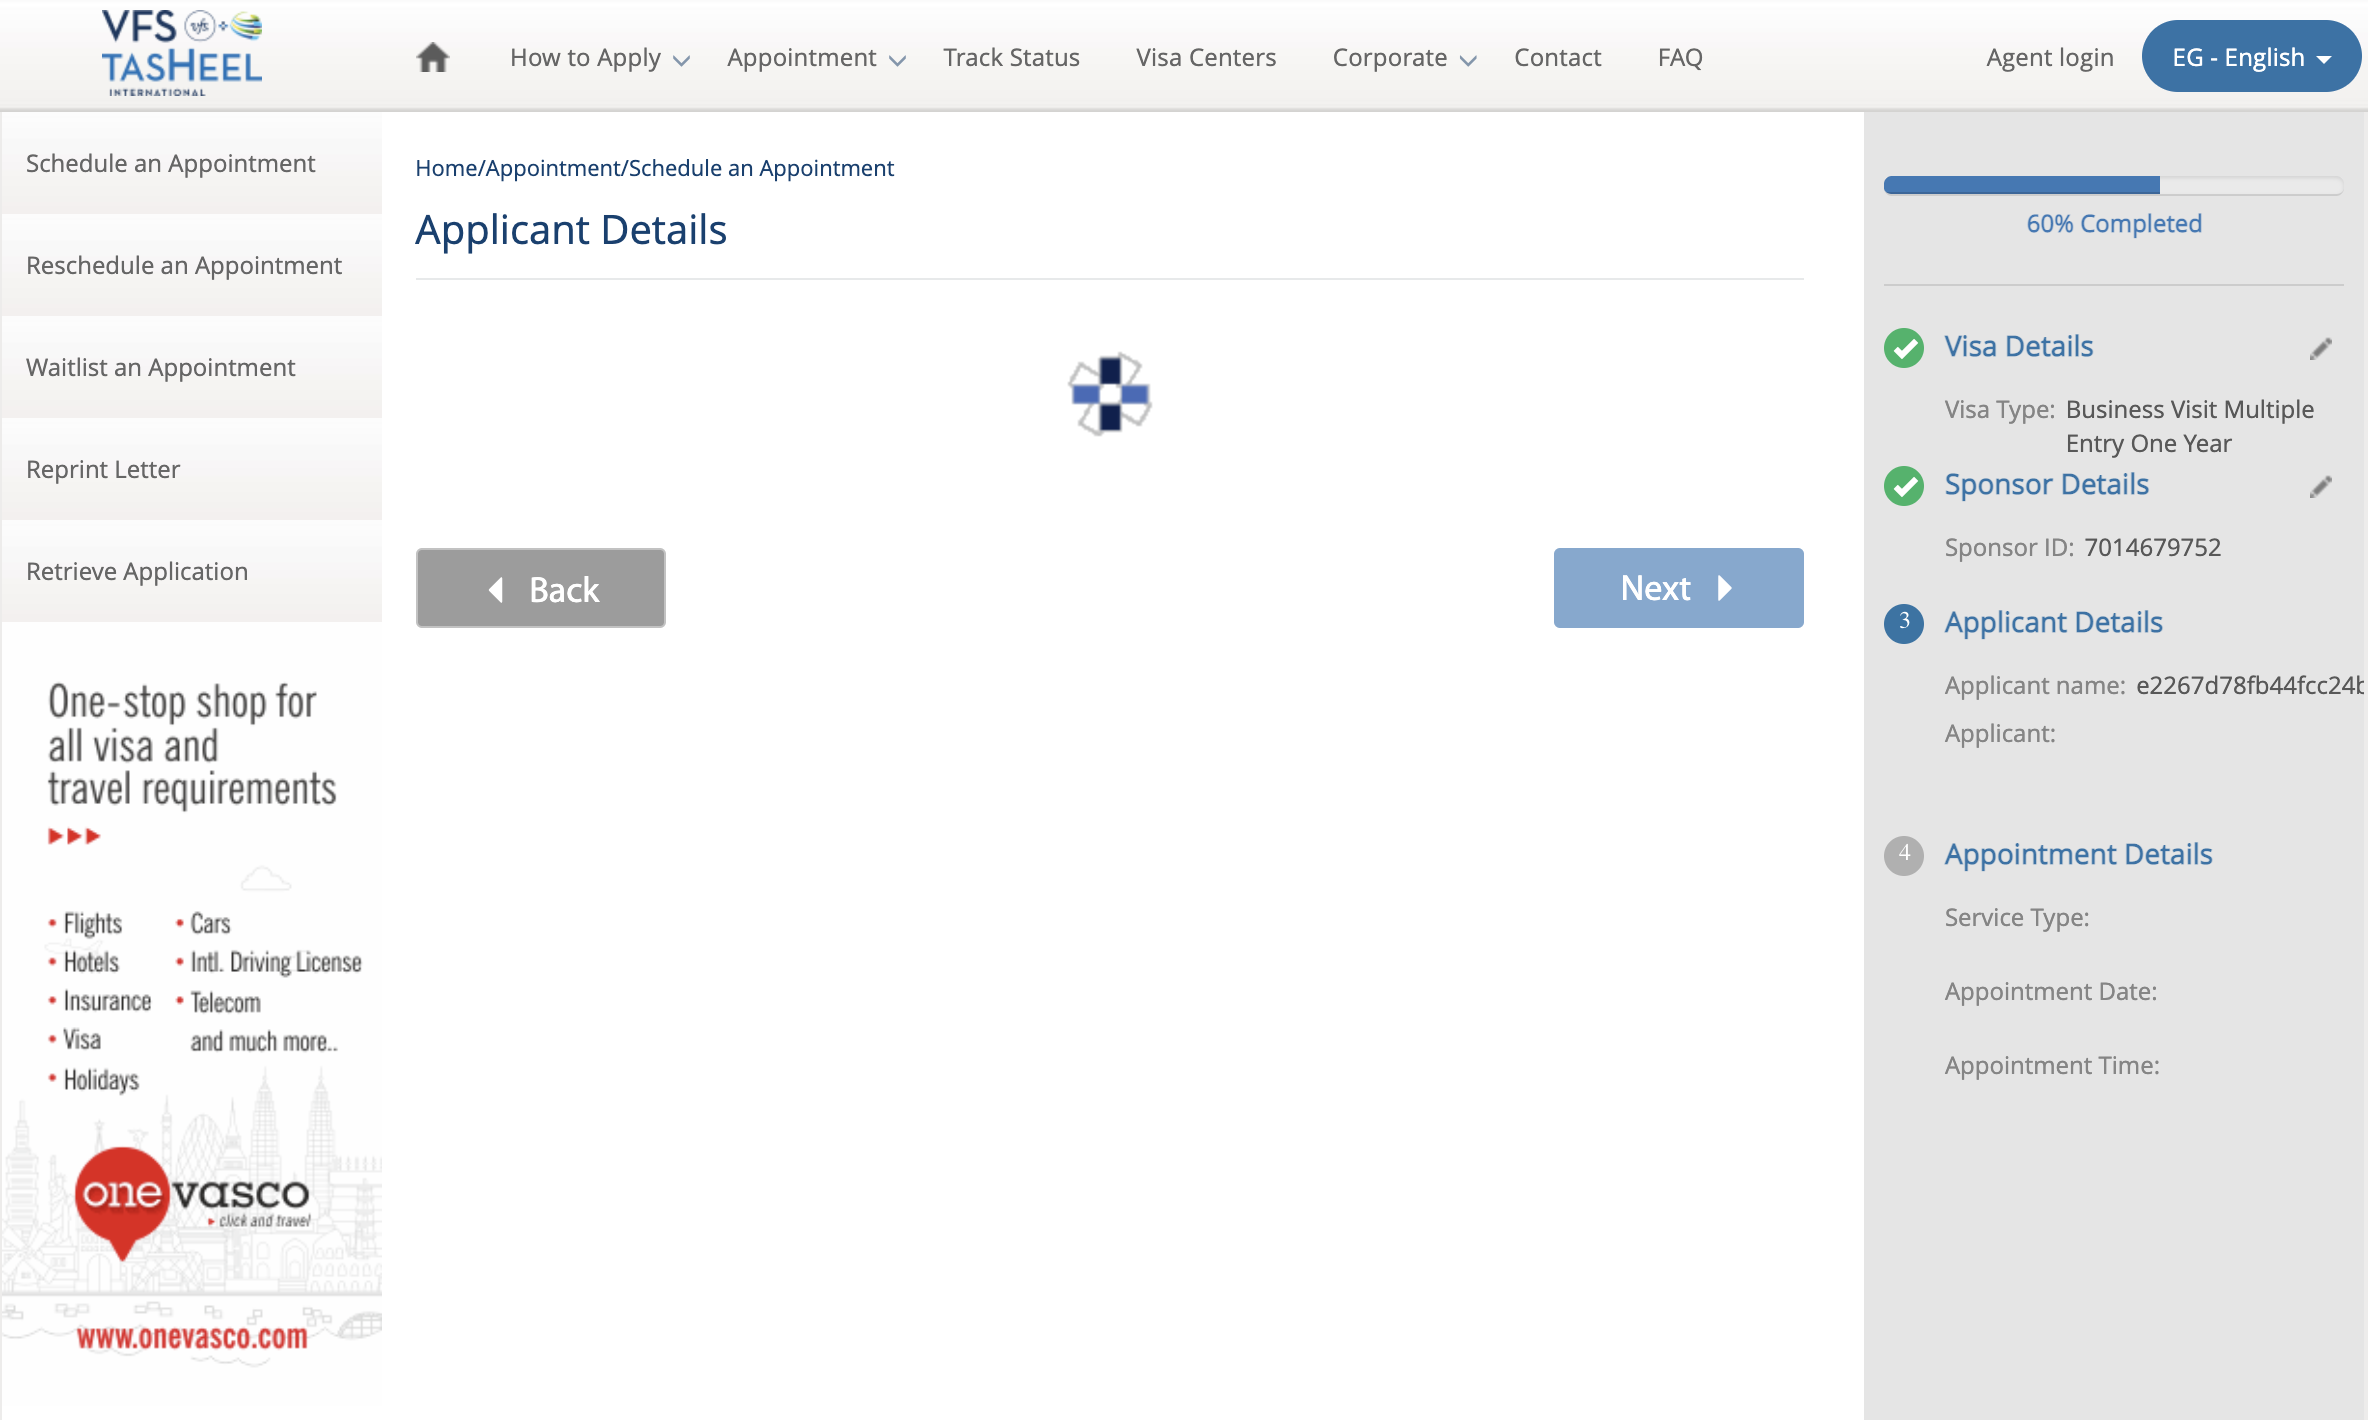 VFS vfs
TASHEEL
INTERNATIONAL
How to Apply
Appointment
Track Status
Visa Centers
Corporate
Contact
FAQ
Agent login
EG - English
Schedule an Appointment
Reschedule an Appointment
Waitlist an Appointment
Reprint Letter
Retrieve Application
One-stop shop for
all visa and
travel requirements
• Flights
• Hotels
• Insurance
• Visa
• Holidays
• Cars
• Intl. Driving License
• Telecom
and much more..
one vasco
click and travel
www.onevasco.com
Home/Appointment/Schedule an Appointment
Applicant Details
Back
Next
60% Completed
Visa Details
Visa Type: Business Visit Multiple
Entry One Year
Sponsor Details
Sponsor ID: 7014679752
3 Applicant Details
Applicant name: e2267d78fb44fcc24b
Applicant:
4 Appointment Details
Service Type:
Appointment Date:
Appointment Time: